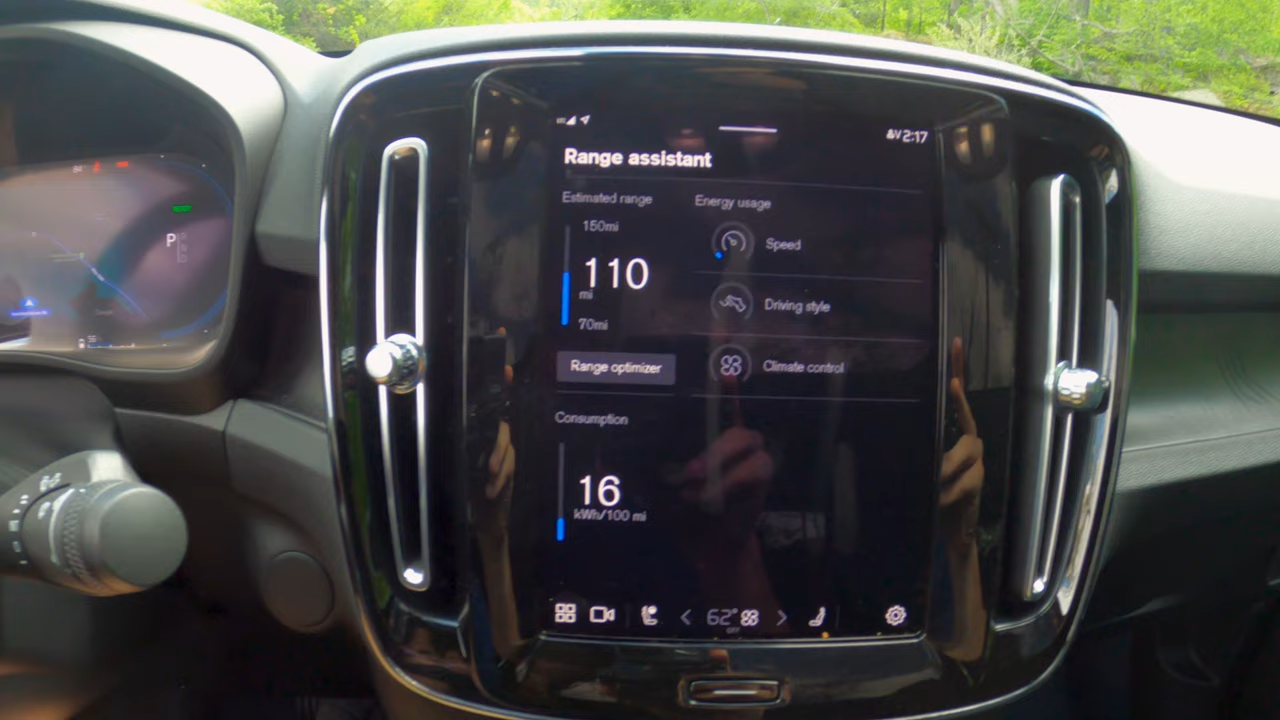 2:17
Range assistant
Estimated range
Energy usage
150mi
Speed
110
mi
Driving style
70mi
Range optimizer
Climate control
Consumption
16
kWh/100 mi
62°
P